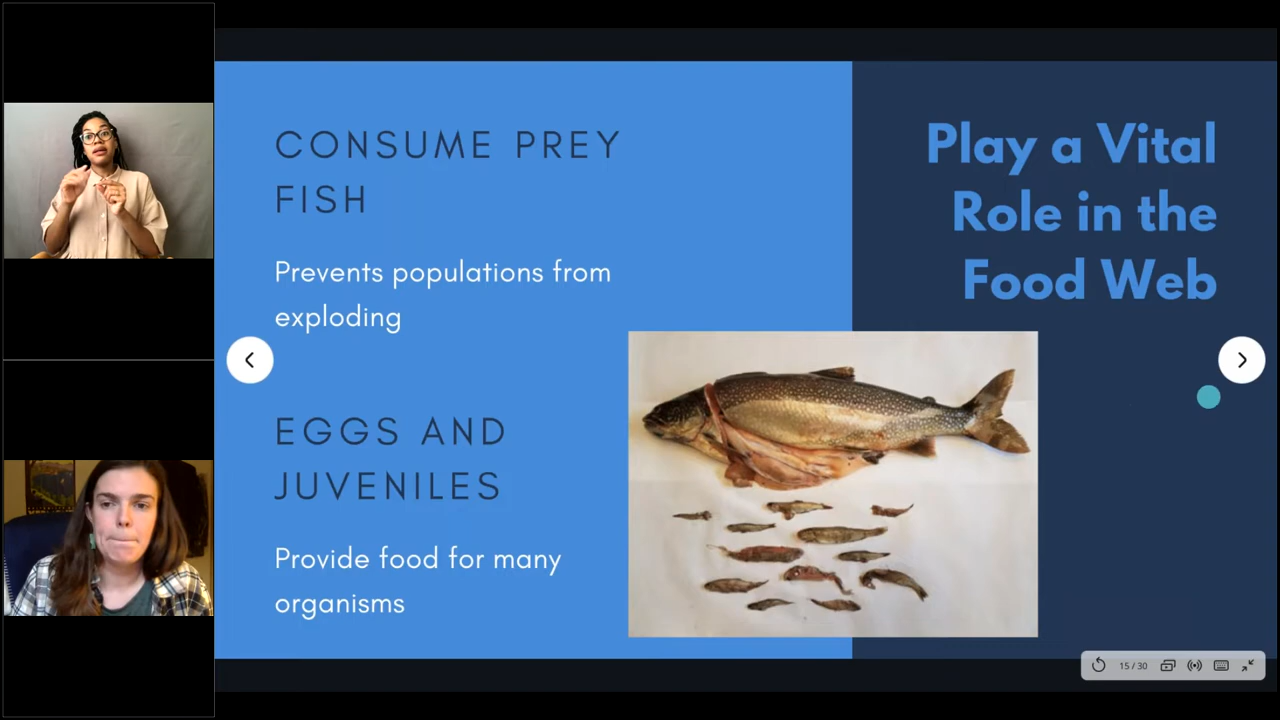 CONSUME PREY
FISH
Prevents populations from
exploding
EGGS AND
JUVENILES
Provide food for many
organisms
Play a Vital
Role in the
Food Web
15 / 30